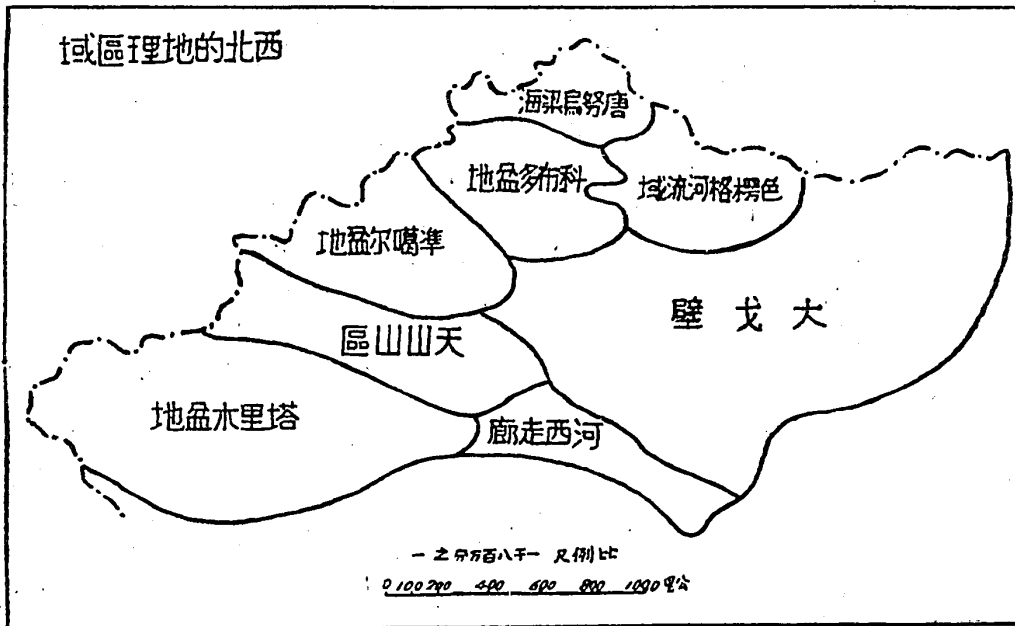 西北的地理區域
唐努烏梁海
科布多盆地
色楞格河流域
準噶尔盆地
大戈壁
天山山區
塔里木盆地
河西走廊
比例尺 一千八百万分之一
0 100 200 400 600 800 1000 公里